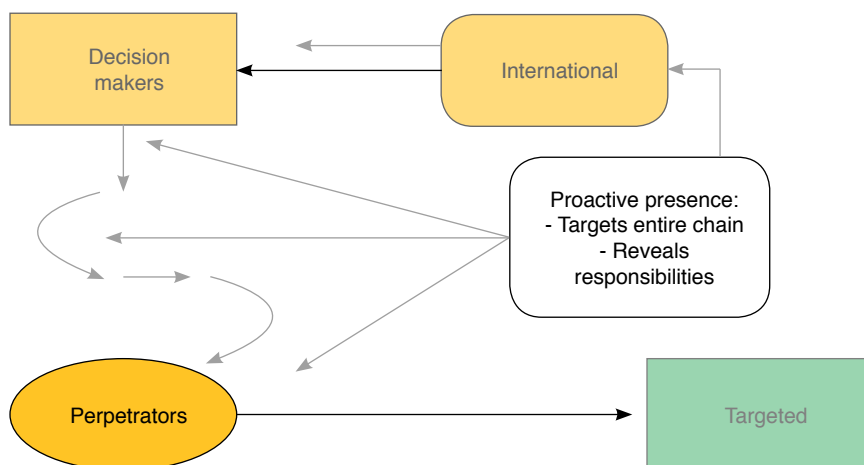 Decision
makers
International
Proactive presence:
- Targets entire chain
- Reveals
responsibilities
Perpetrators
Targeted